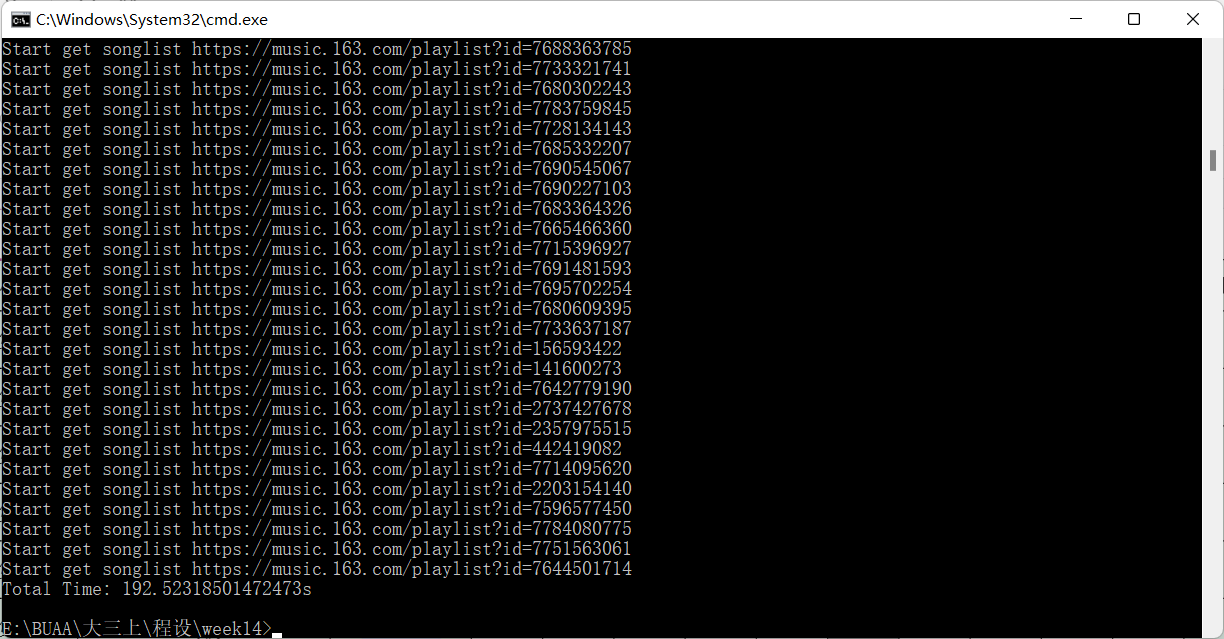 C:\Windows\System32\cmd.exe
Start get songlist https://music.163.com/playlist?id=7688363785
Start get songlist https://music.163.com/playlist?id=7733321741
Start get songlist https://music.163.com/playlist?id=7680302243
Start get songlist https://music.163.com/playlist?id=7783759845
Start get songlist https://music.163.com/playlist?id=7728134143
Start get songlist https://music.163.com/playlist?id=7685332207
Start get songlist https://music.163.com/playlist?id=7690545067
Start get songlist https://music.163.com/playlist?id=7690227103
Start get songlist https://music.163.com/playlist?id=7683364326
Start get songlist https://music.163.com/playlist?id=7665466360
Start get songlist https://music.163.com/playlist?id=7715396927
Start get songlist https://music.163.com/playlist?id=7691481593
Start get songlist https://music.163.com/playlist?id=7695702254
Start get songlist https://music.163.com/playlist?id=7680609395
Start get songlist https://music.163.com/playlist?id=7733637187
Start get songlist https://music.163.com/playlist?id=156593422
Start get songlist https://music.163.com/playlist?id=141600273
Start get songlist https://music.163.com/playlist?id=7642779190
Start get songlist https://music.163.com/playlist?id=2737427678
Start get songlist https://music.163.com/playlist?id=2357975515
Start get songlist https://music.163.com/playlist?id=442419082
Start get songlist https://music.163.com/playlist?id=7714095620
Start get songlist https://music.163.com/playlist?id=2203154140
Start get songlist https://music.163.com/playlist?id=7596577450
Start get songlist https://music.163.com/playlist?id=7784080775
Start get songlist https://music.163.com/playlist?id=7751563061
Start get songlist https://music.163.com/playlist?id=7644501714
Total Time: 192.52318501472473s
E:\BUAA\大三上\程设\week14>